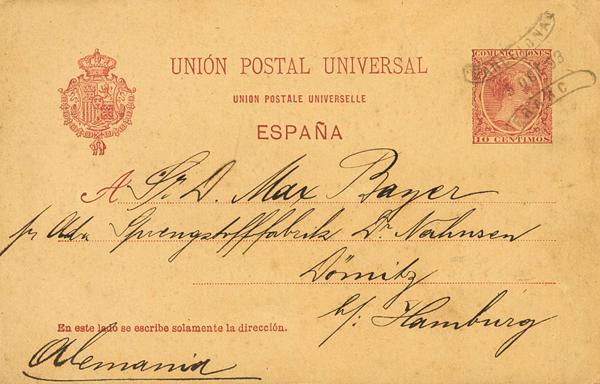 UNIÓN POSTAL UNIVERSAL
UNION POSTALE UNIVERSELLE
ESPAÑA
COMUNICACIONES
10 CENTIMOS
A Sr. D. Max Bayer
pr Adr. Sprengstofffabrik Dr. Nahnsen
Dömitz
b/. Hamburg
En este lado se escribe solamente la dirección.
Alemania